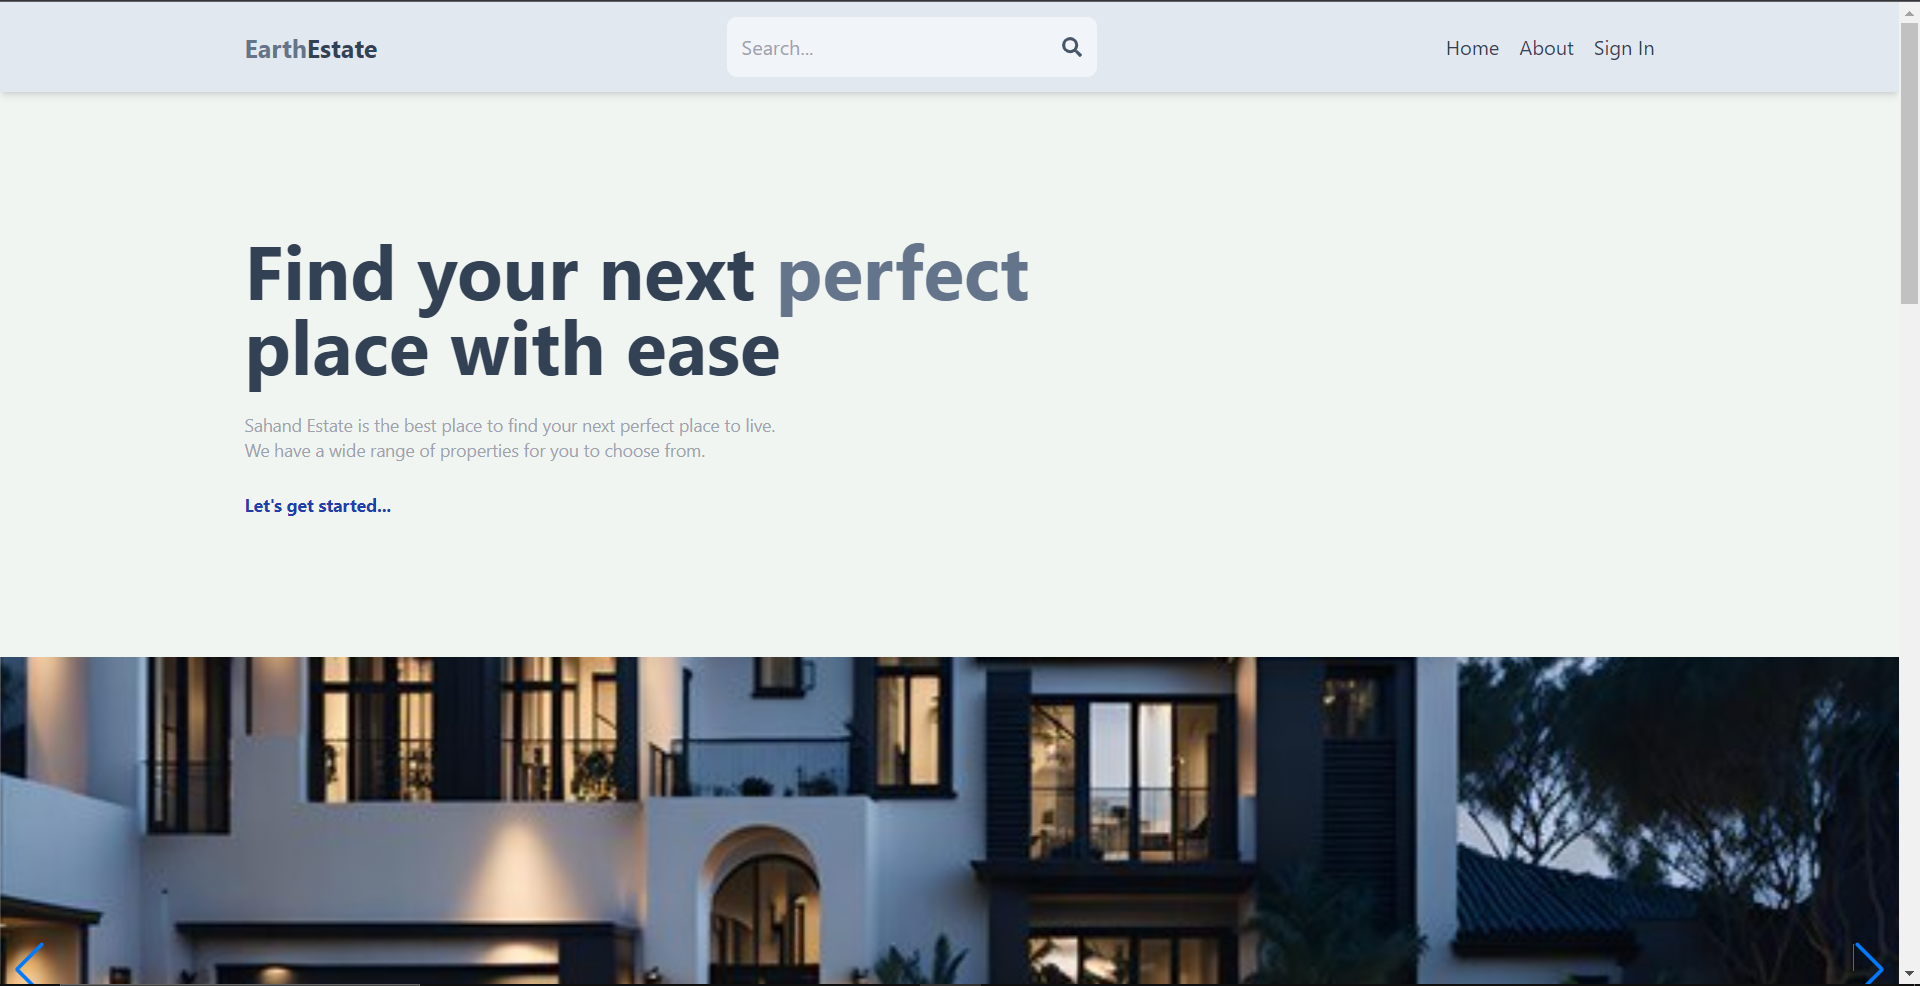 EarthEstate
Search...
Home About Sign In
Find your next perfect
place with ease
Sahand Estate is the best place to find your next perfect place to live.
We have a wide range of properties for you to choose from.
Let's get started...